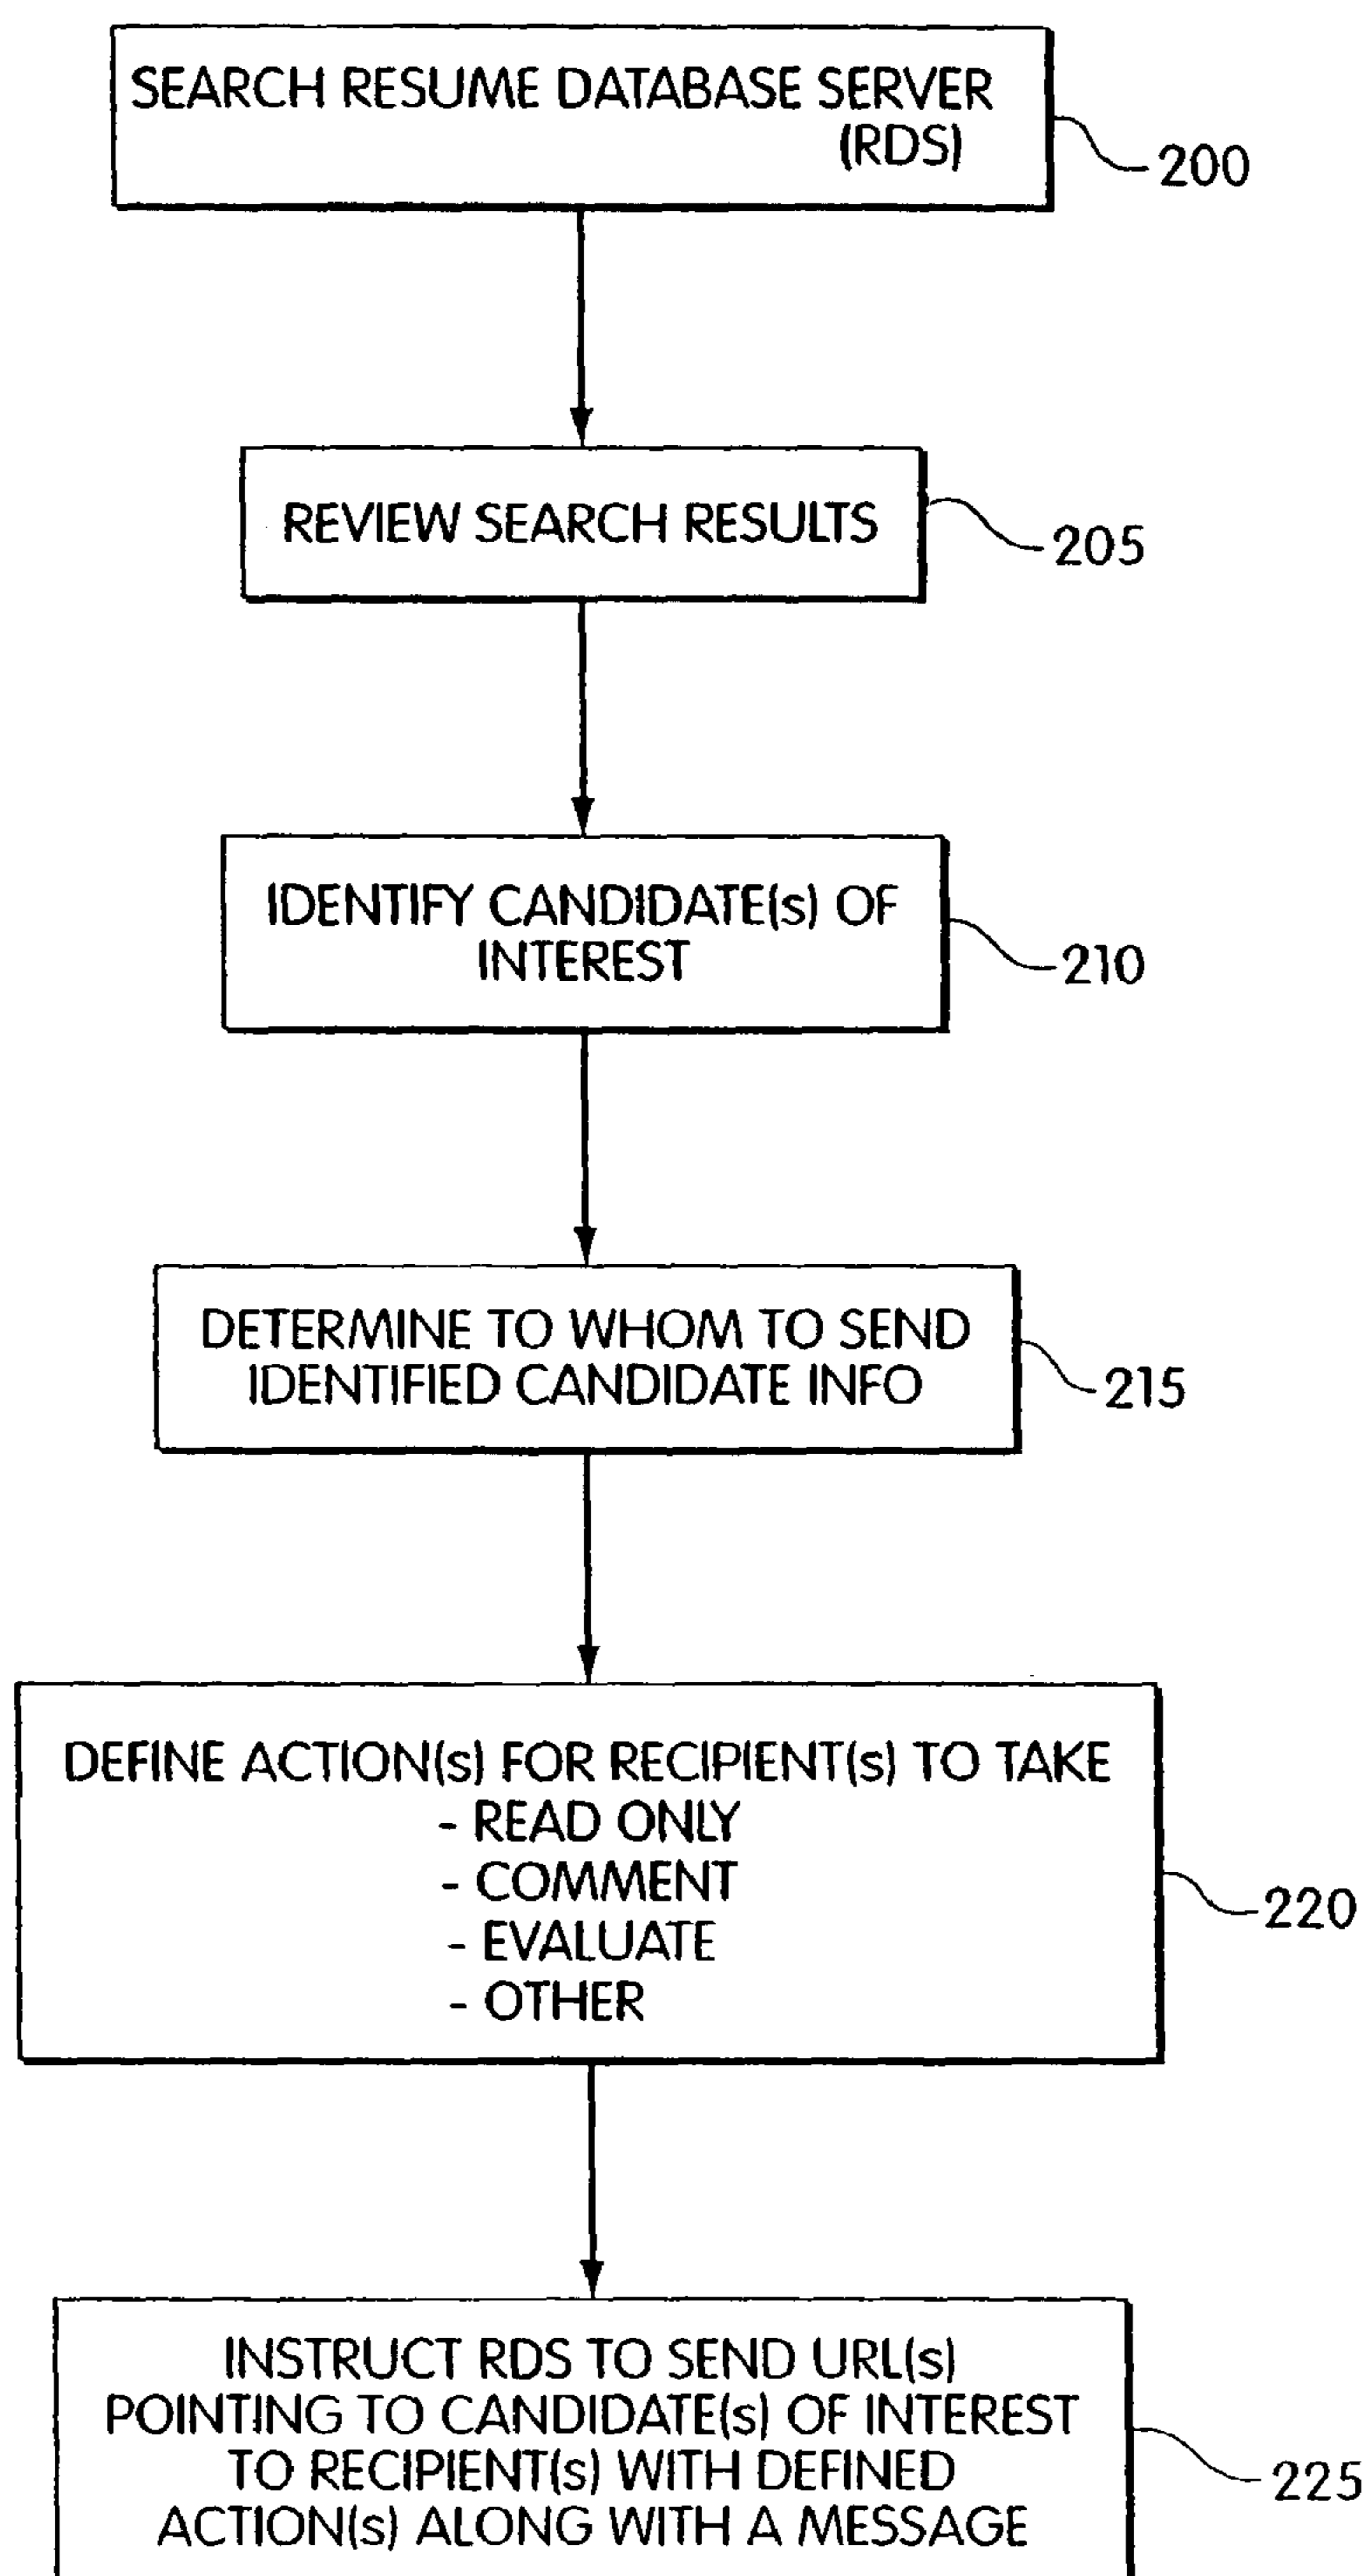 SEARCH RESUME DATABASE SERVER
(RDS)
200
REVIEW SEARCH RESULTS
205
IDENTIFY CANDIDATE(s) OF
INTEREST
210
DETERMINE TO WHOM TO SEND
IDENTIFIED CANDIDATE INFO
215
DEFINE ACTION(s) FOR RECIPIENT(s) TO TAKE
- READ ONLY
- COMMENT
- EVALUATE
- OTHER
220
INSTRUCT RDS TO SEND URL(s)
POINTING TO CANDIDATE(s) OF INTEREST
TO RECIPIENT(s) WITH DEFINED
ACTION(s) ALONG WITH A MESSAGE
225